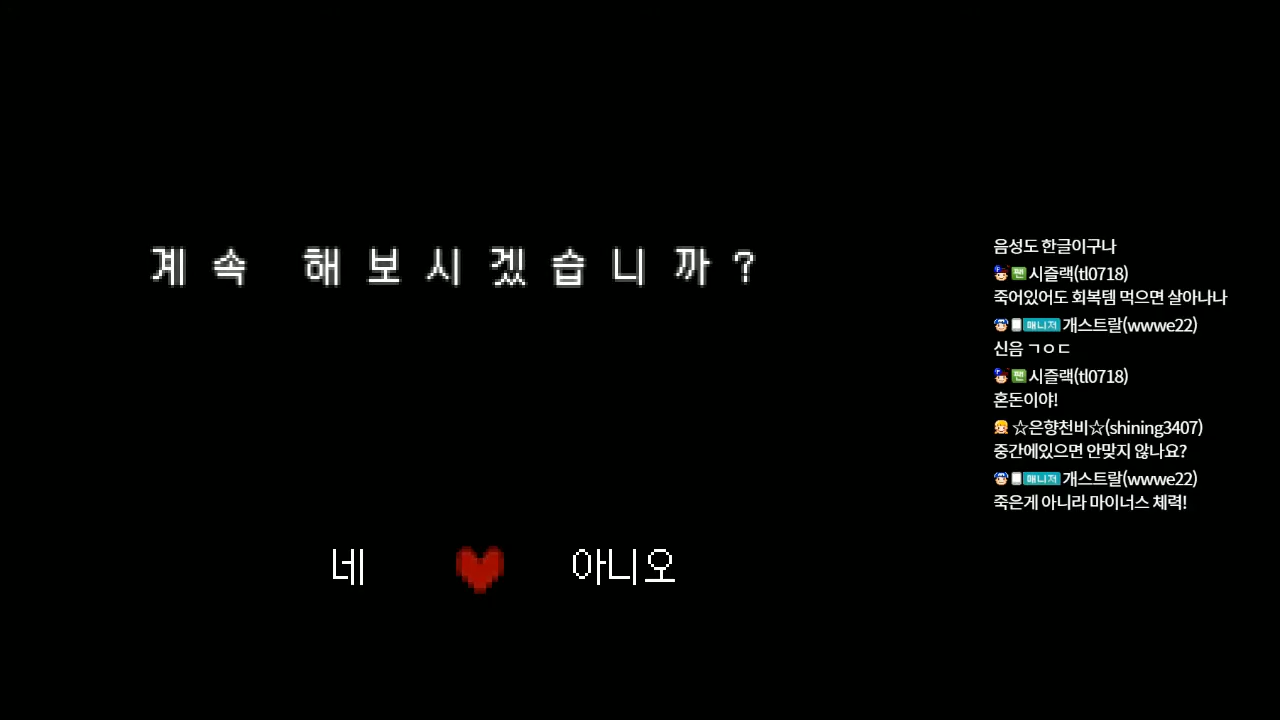 계속 해보시겠습니까?
네 아니오
음성도 한글이구나
팬 시즐랙(tl0718)
죽어있어도 회복템 먹으면 살아나나
매니저 개스트랄(wwwe22)
신음 ㄱㅇㄷ
팬 시즐랙(tl0718)
혼돈이야!
☆은향천비☆(shining3407)
중간에있으면 안맞지 않나요?
매니저 개스트랄(wwwe22)
죽은게 아니라 마이너스 체력!